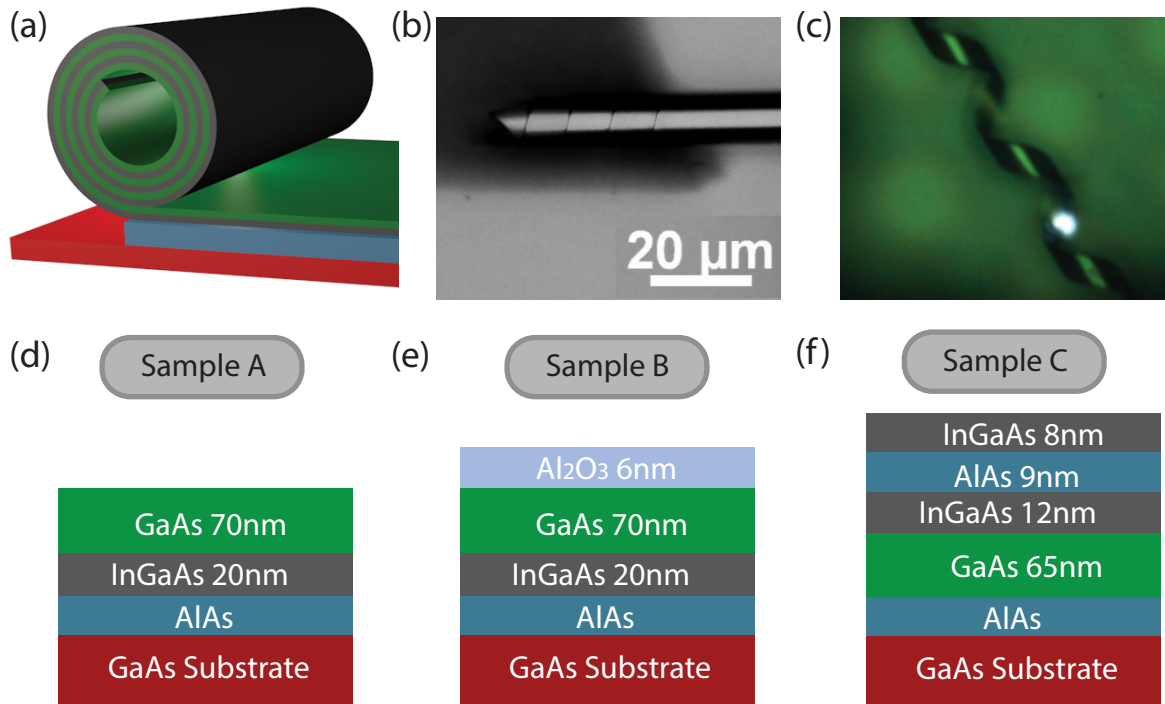 (a)
(b)
(c)
20 μm
(d)
Sample A
(e)
Sample B
(f)
Sample C
GaAs 70nm
InGaAs 20nm
AlAs
GaAs Substrate
Al2O3 6nm
GaAs 70nm
InGaAs 20nm
AlAs
GaAs Substrate
InGaAs 8nm
AlAs 9nm
InGaAs 12nm
GaAs 65nm
AlAs
GaAs Substrate